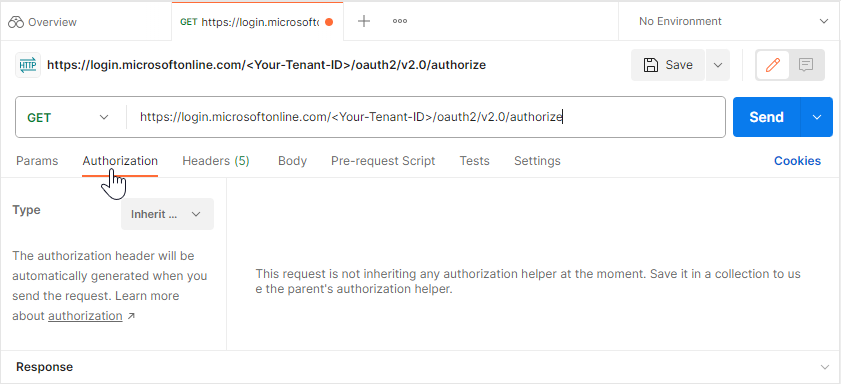 Overview
GET https://login.microsoft
No Environment
HTTP https://login.microsoftonline.com/<Your-Tenant-ID>/oauth2/v2.0/authorize
Save
GET
https://login.microsoftonline.com/<Your-Tenant-ID>/oauth2/v2.0/authorize
Send
Params Authorization Headers (5) Body Pre-request Script Tests Settings Cookies
Type
Inherit ...
The authorization header will be
automatically generated when you
send the request. Learn more
about authorization ↗
This request is not inheriting any authorization helper at the moment. Save it in a collection to us
e the parent's authorization helper.
Response